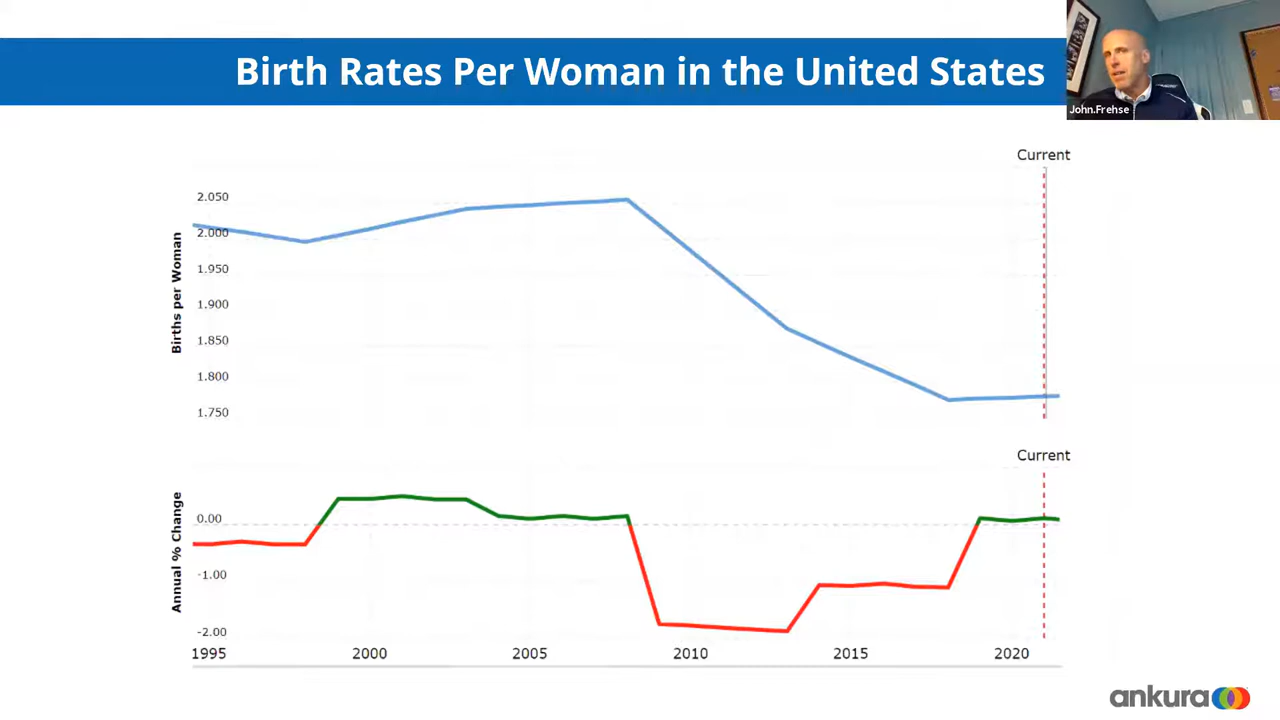 Birth Rates Per Woman in the United States
John.Frehse
Current
Births per Woman
2.050
2.000
1.950
1.900
1.850
1.800
1.750
Current
Annual % Change
0.00
-1.00
-2.00
1995 2000 2005 2010 2015 2020
ankura